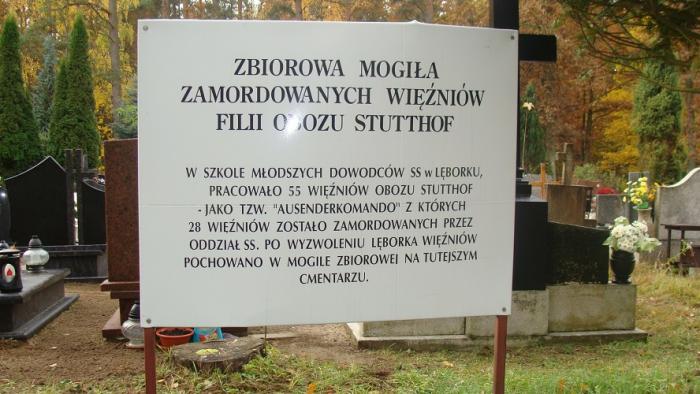 ZBIOROWA MOGIŁA
ZAMORDOWANYCH WIĘŹNIÓW
FILII OBOZU STUTTHOF
W SZKOLE MŁODSZYCH DOWODCÓW SS w LĘBORKU,
PRACOWAŁO 55 WIĘŹNIÓW OBOZU STUTTHOF
- JAKO TZW. "AUSENDERKOMANDO" Z KTÓRYCH
28 WIĘŹNIÓW ZOSTAŁO ZAMORDOWANYCH PRZEZ
ODDZIAŁ SS. PO WYZWOLENIU LĘBORKA WIĘŹNIÓW
POCHOWANO W MOGILE ZBIOROWEJ NA TUTEJSZYM
CMENTARZU.